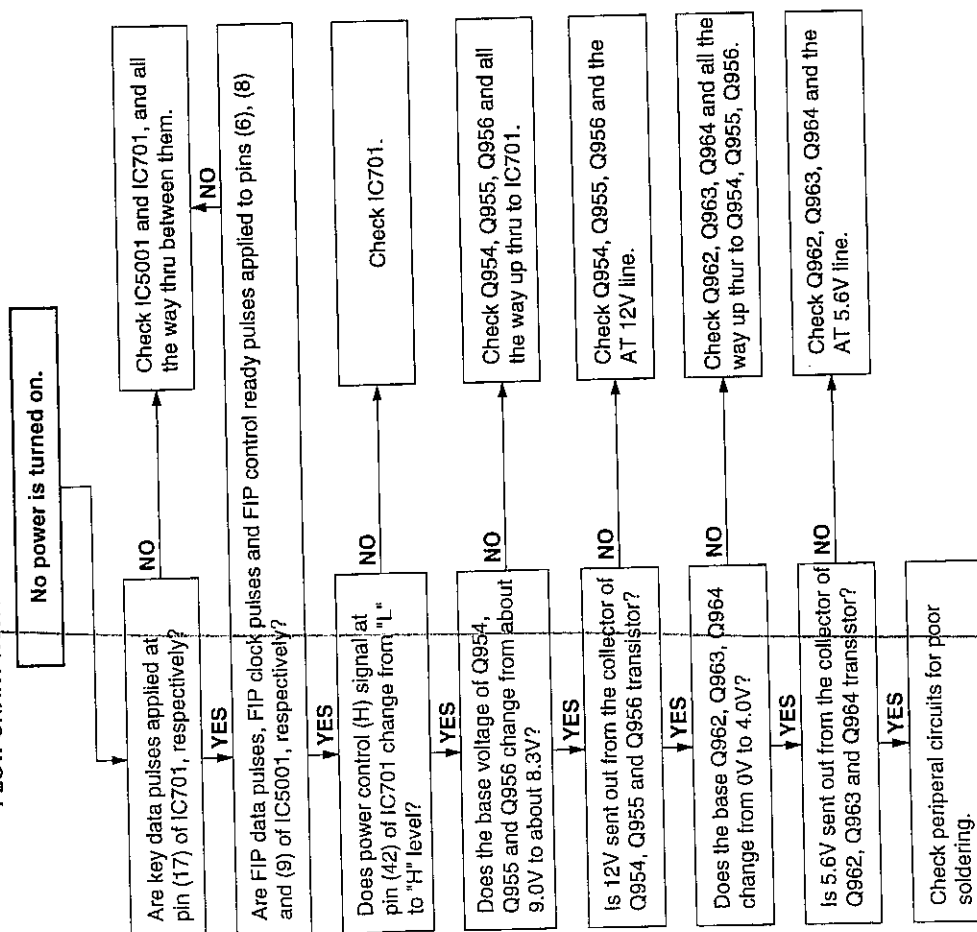 No power is turned on.
Are key data pulses applied at
pin (17) of IC701, respectively?
NO
Check IC5001 and IC701, and all
the way thru between them.
YES
NO
Are FIP data pulses, FIP clock pulses and FIP control ready pulses applied to pins (6), (8)
and (9) of IC5001, respectively?
YES
Does power control (H) signal at
pin (42) of IC701 change from "L"
to "H" level?
NO
Check IC701.
YES
Does the base voltage of Q954,
Q955 and Q956 change from about
9.0V to about 8.3V?
NO
Check Q954, Q955, Q956 and all
the way up thru to IC701.
YES
Is 12V sent out from the collector of
Q954, Q955 and Q956 transistor?
NO
Check Q954, Q955, Q956 and the
AT 12V line.
YES
Does the base Q962, Q963, Q964
change from 0V to 4.0V?
NO
Check Q962, Q963, Q964 and all the
way up thur to Q954, Q955, Q956.
YES
Is 5.6V sent out from the collector of
Q962, Q963 and Q964 transistor?
NO
Check Q962, Q963, Q964 and the
AT 5.6V line.
YES
Check periperal circuits for poor
soldering.